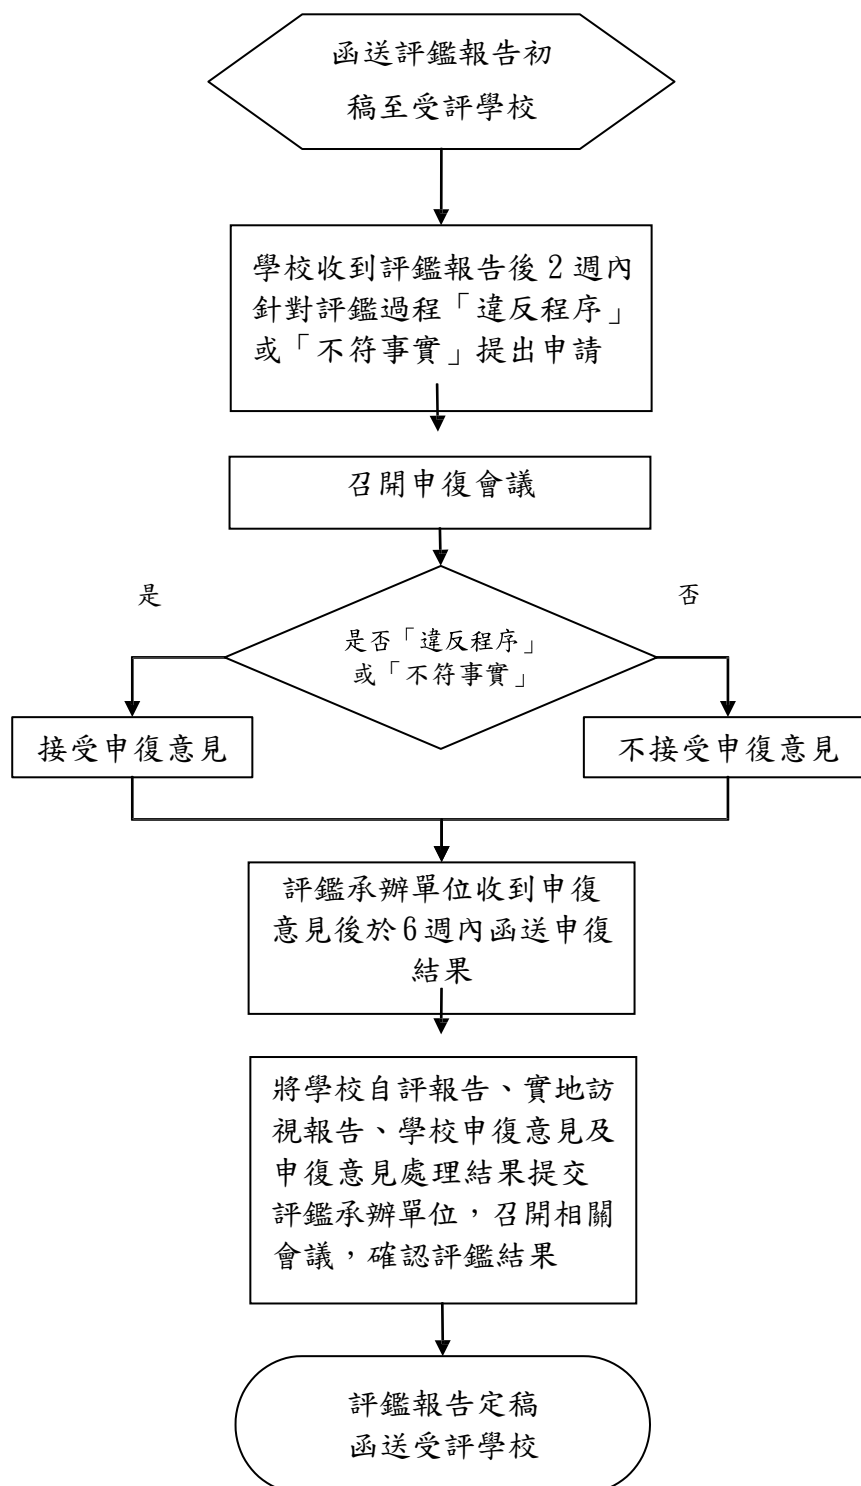 函送評鑑報告初
稿至受評學校
學校收到評鑑報告後 2 週內
針對評鑑過程「違反程序」
或「不符事實」提出申請
召開申復會議
是
否
是否「違反程序」
或「不符事實」
接受申復意見
不接受申復意見
評鑑承辦單位收到申復
意見後於 6 週內函送申復
結果
將學校自評報告、實地訪
視報告、學校申復意見及
申復意見處理結果提交
評鑑承辦單位，召開相關
會議，確認評鑑結果
評鑑報告定稿
函送受評學校